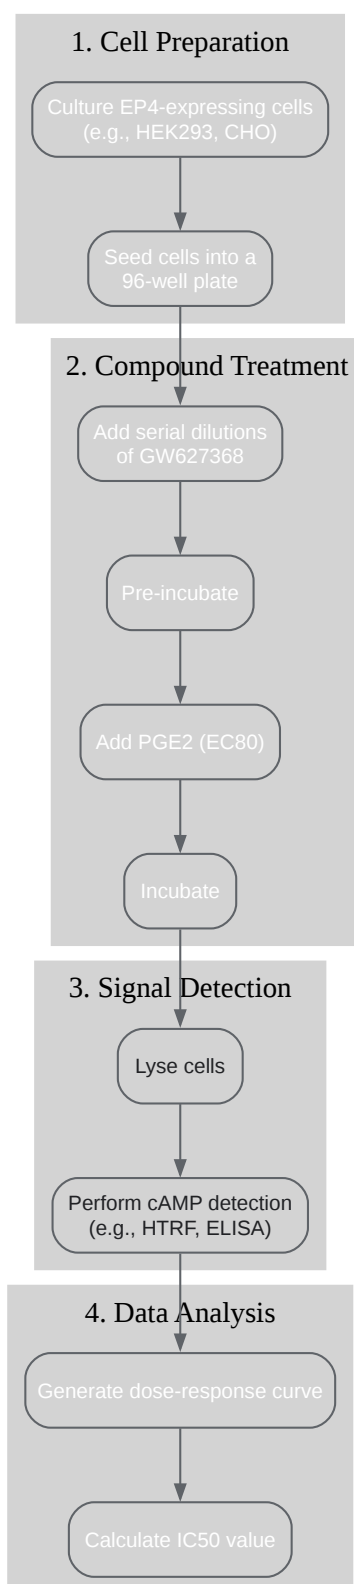 1. Cell Preparation
Culture EP4-expressing cells
(e.g., HEK293, CHO)
Seed cells into a
96-well plate
2. Compound Treatment
Add serial dilutions
of GW627368
Pre-incubate
Add PGE2 (EC80)
Incubate
3. Signal Detection
Lyse cells
Perform cAMP detection
(e.g., HTRF, ELISA)
4. Data Analysis
Generate dose-response curve
Calculate IC50 value